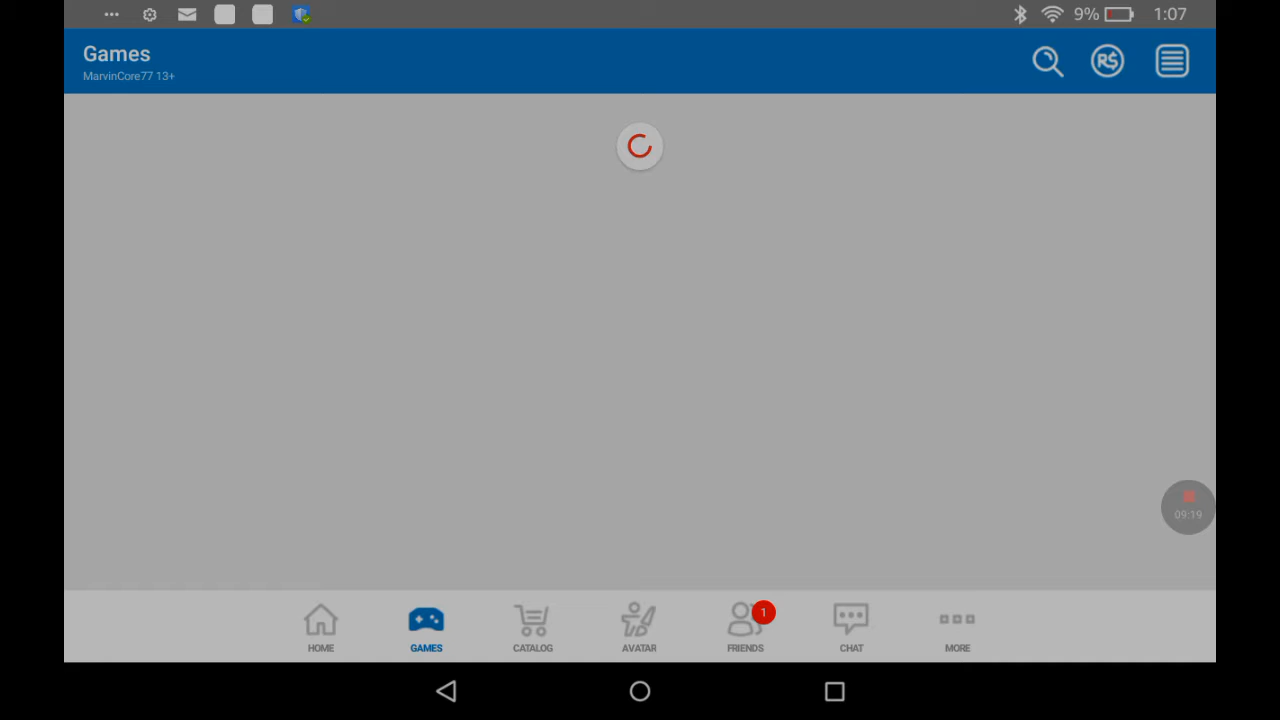 9%
1:07
Games
MarvinCore77 13+
R$
09:19
HOME
GAMES
CATALOG
AVATAR
1
FRIENDS
CHAT
MORE